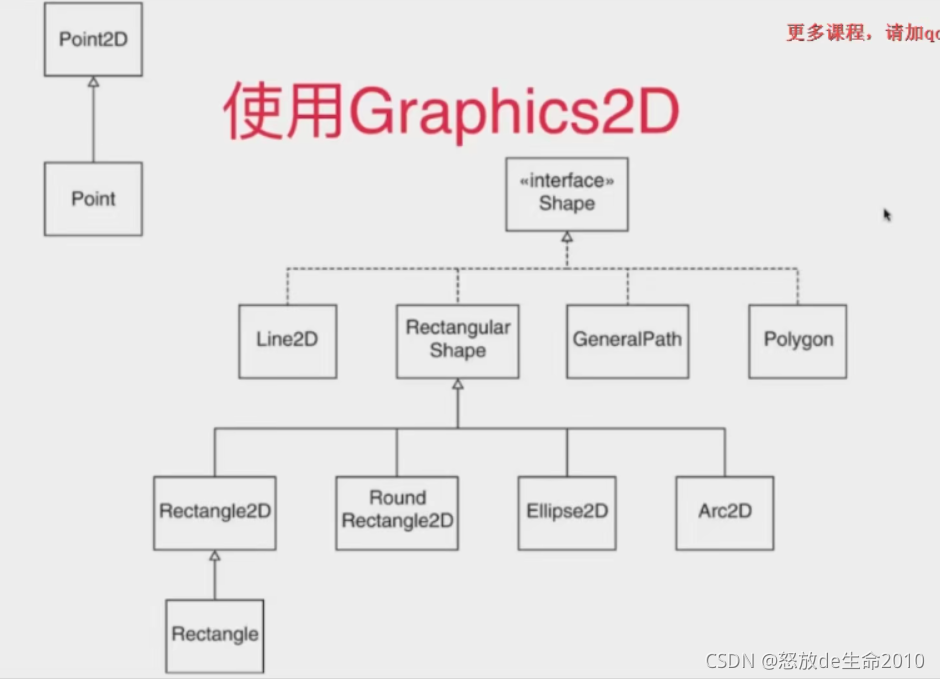 Point2D
更多课程，请加qq
使用Graphics2D
Point
«interface»
Shape
Line2D
Rectangular
Shape
GeneralPath
Polygon
Rectangle2D
Round
Rectangle2D
Ellipse2D
Arc2D
Rectangle
CSDN @怒放de生命2010